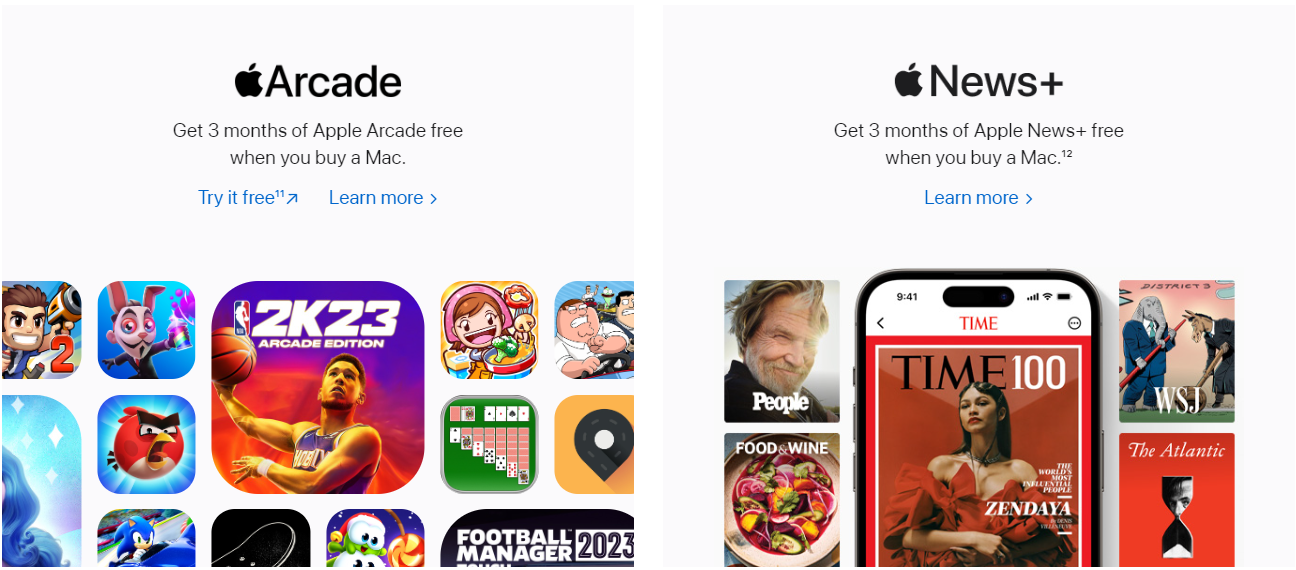 Arcade
Get 3 months of Apple Arcade free
when you buy a Mac.
Try it free¹¹↗ Learn more >
2
NBA
2K23
ARCADE EDITION
FOOTBALL
MANAGER 2023
TOUCH
News+
Get 3 months of Apple News+ free
when you buy a Mac.¹²
Learn more >
People
FOOD & WINE
9:41
TIME
TIME 100
THE
WORLD'S
MOST
INFLUENTIAL
PEOPLE
ZENDAYA
BY DENIS
VILLENEUVE
DISTRICT 3
WSJ
The Atlantic